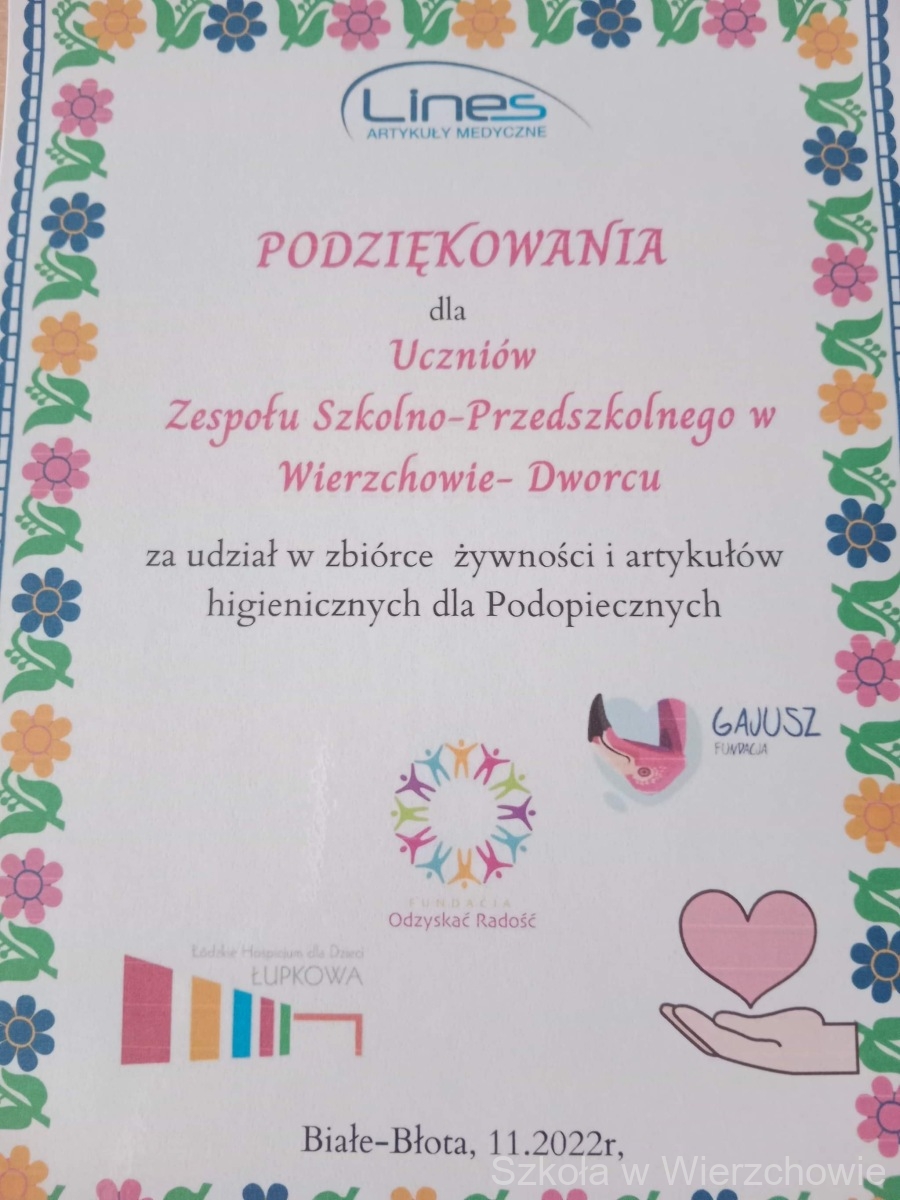 Lines
ARTYKUŁY MEDYCZNE
PODZIĘKOWANIA
dla
Uczniów
Zespołu Szkolno-Przedszkolnego w
Wierzchowie- Dworcu
za udział w zbiórce żywności i artykułów
higienicznych dla Podopiecznych
GAJUSZ
FUNDACJA
FUNDACJA
Odzyskać Radość
Łódzkie Hospicjum dla Dzieci
ŁUPKOWA
Białe-Błota, 11.2022r,
Szkoła w Wierzchowie